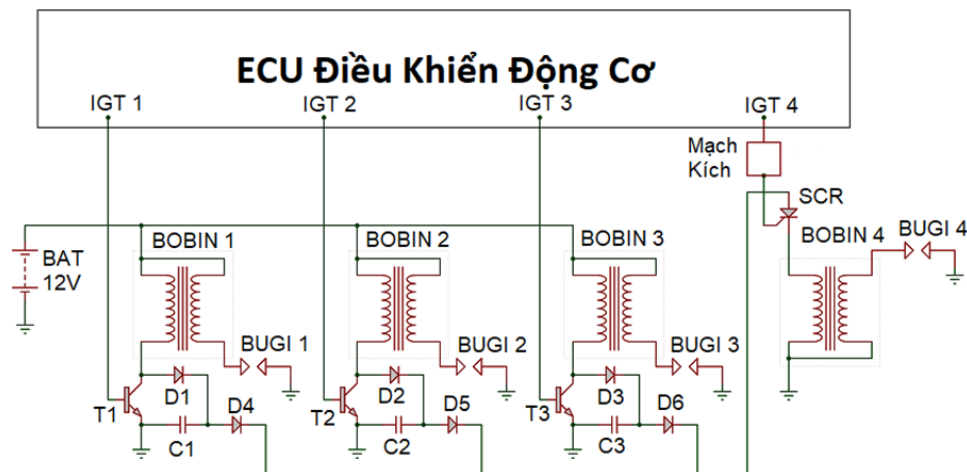 ECU Điều Khiển Động Cơ
IGT 1
IGT 2
IGT 3
IGT 4
Mạch
Kích
SCR
BAT
12V
BOBIN 1
BOBIN 2
BOBIN 3
BOBIN 4
BUGI 4
BUGI 1
BUGI 2
BUGI 3
T1
D1
D4
C1
T2
D2
D5
C2
T3
D3
D6
C3